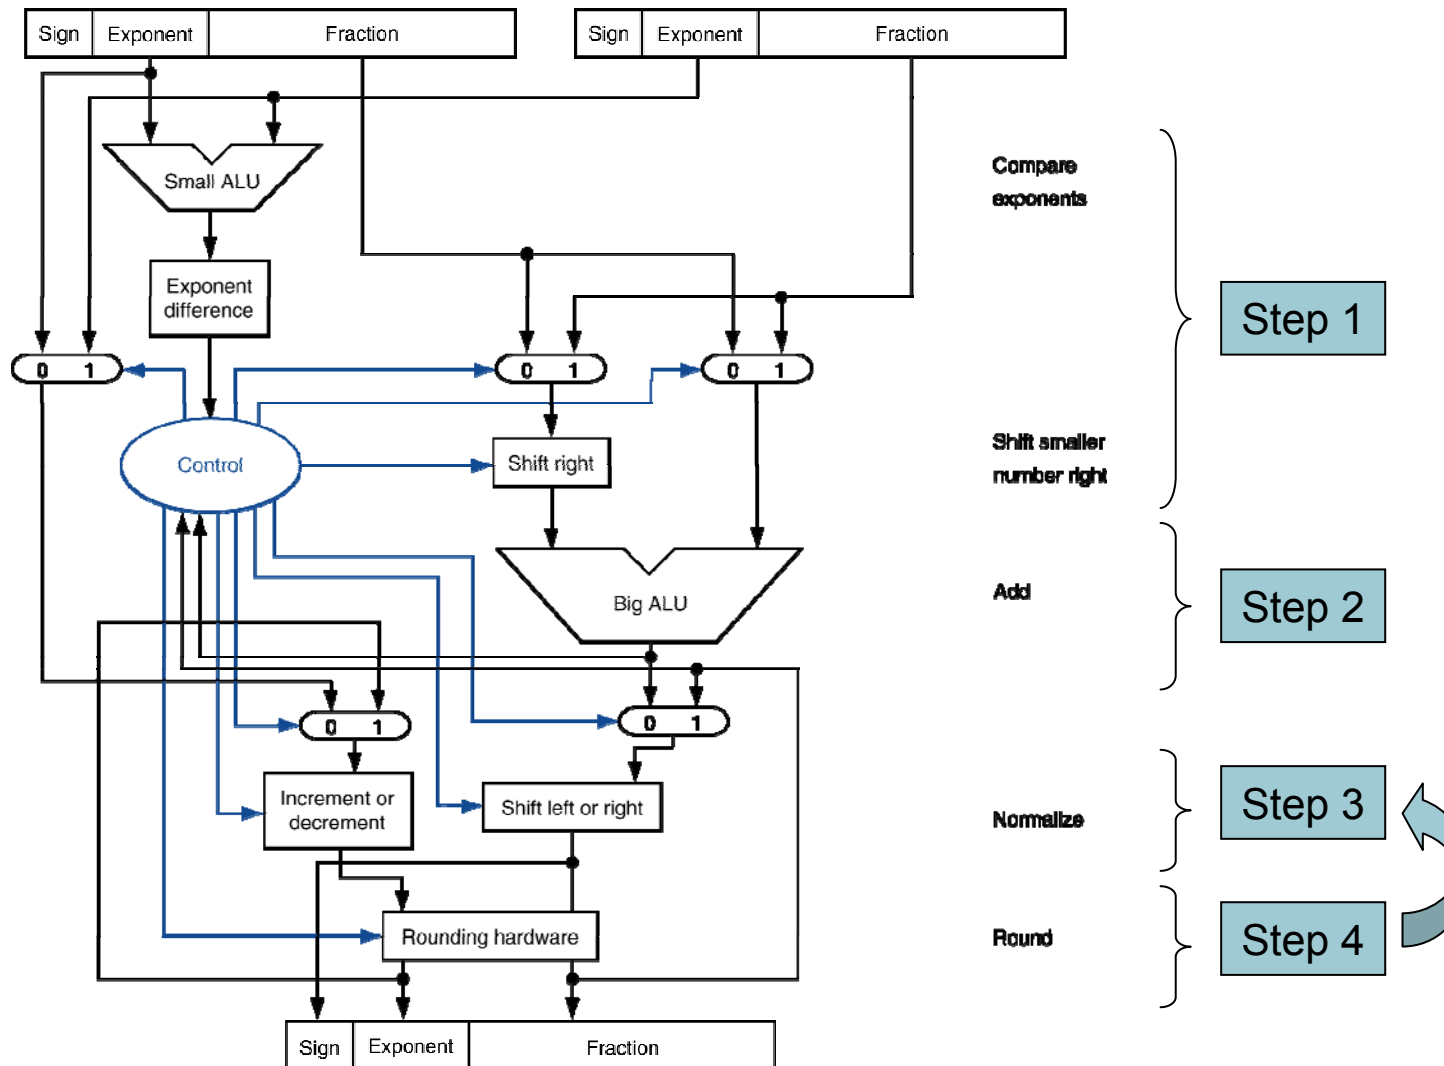 Sign Exponent Fraction
Sign Exponent Fraction
Small ALU
Compare
exponents
Exponent
difference
Step 1
0 1
0 1
0 1
Control
Shift right
Shift smaller
number right
Big ALU
Add
Step 2
0 1
0 1
Increment or
decrement
Shift left or right
Normalize
Step 3
Rounding hardware
Round
Step 4
Sign Exponent Fraction